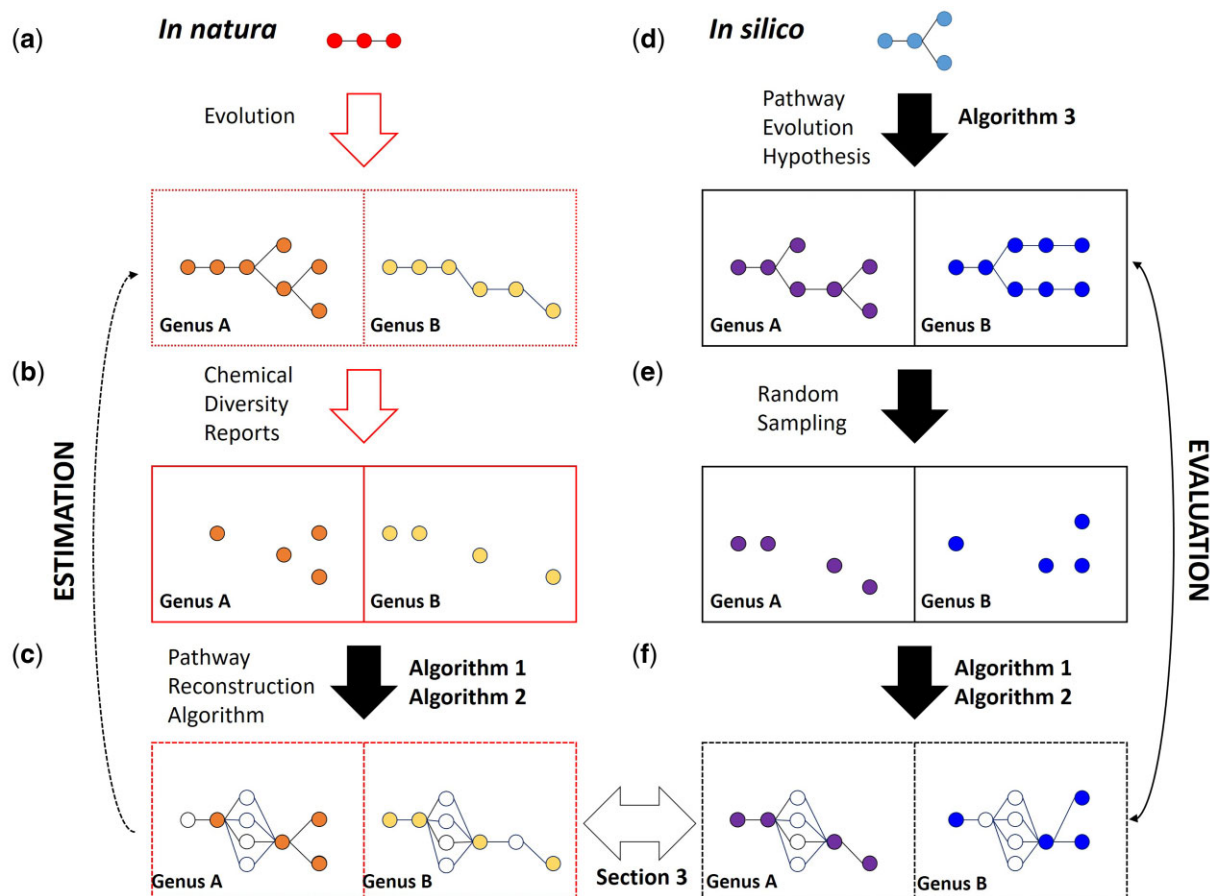 (a)
In natura
Evolution
Genus A
Genus B
(b)
Chemical
Diversity
Reports
Genus A
Genus B
ESTIMATION
(c)
Pathway
Reconstruction
Algorithm
Algorithm 1
Algorithm 2
Genus A
Genus B
Section 3
(d)
In silico
Pathway
Evolution
Hypothesis
Algorithm 3
Genus A
Genus B
(e)
Random
Sampling
Genus A
Genus B
EVALUATION
(f)
Algorithm 1
Algorithm 2
Genus A
Genus B